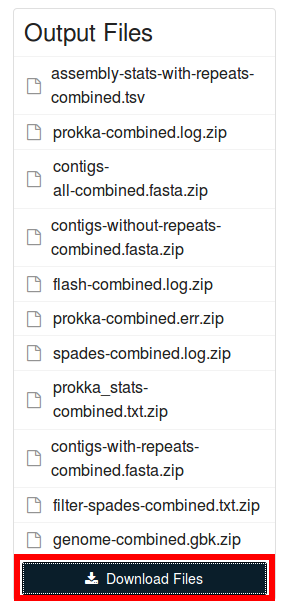 Output Files
assembly-stats-with-repeats-
combined.tsv
prokka-combined.log.zip
contigs-
all-combined.fasta.zip
contigs-without-repeats-
combined.fasta.zip
flash-combined.log.zip
prokka-combined.err.zip
spades-combined.log.zip
prokka_stats-
combined.txt.zip
contigs-with-repeats-
combined.fasta.zip
filter-spades-combined.txt.zip
genome-combined.gbk.zip
Download Files